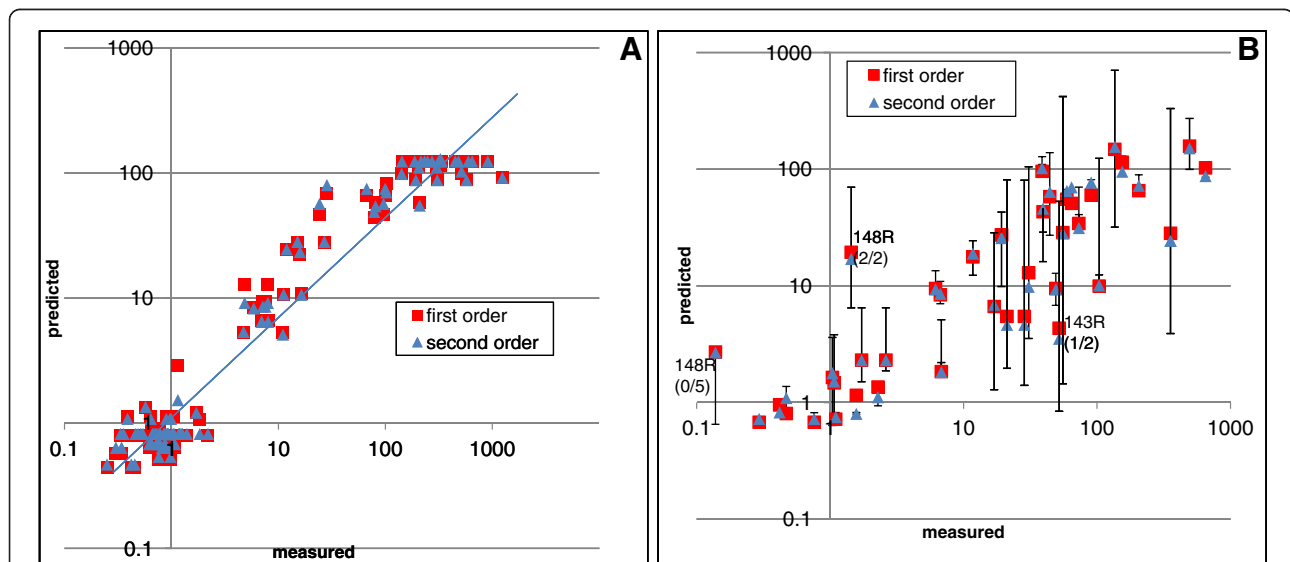 A
1000
100
10
1
0.1
0.1
1
10
100
1000
predicted
measured
first order
second order
B
1000
100
10
1
0.1
0.1
1
10
100
1000
predicted
measured
first order
second order
148R
(2/2)
143R
(1/2)
148R
(0/5)